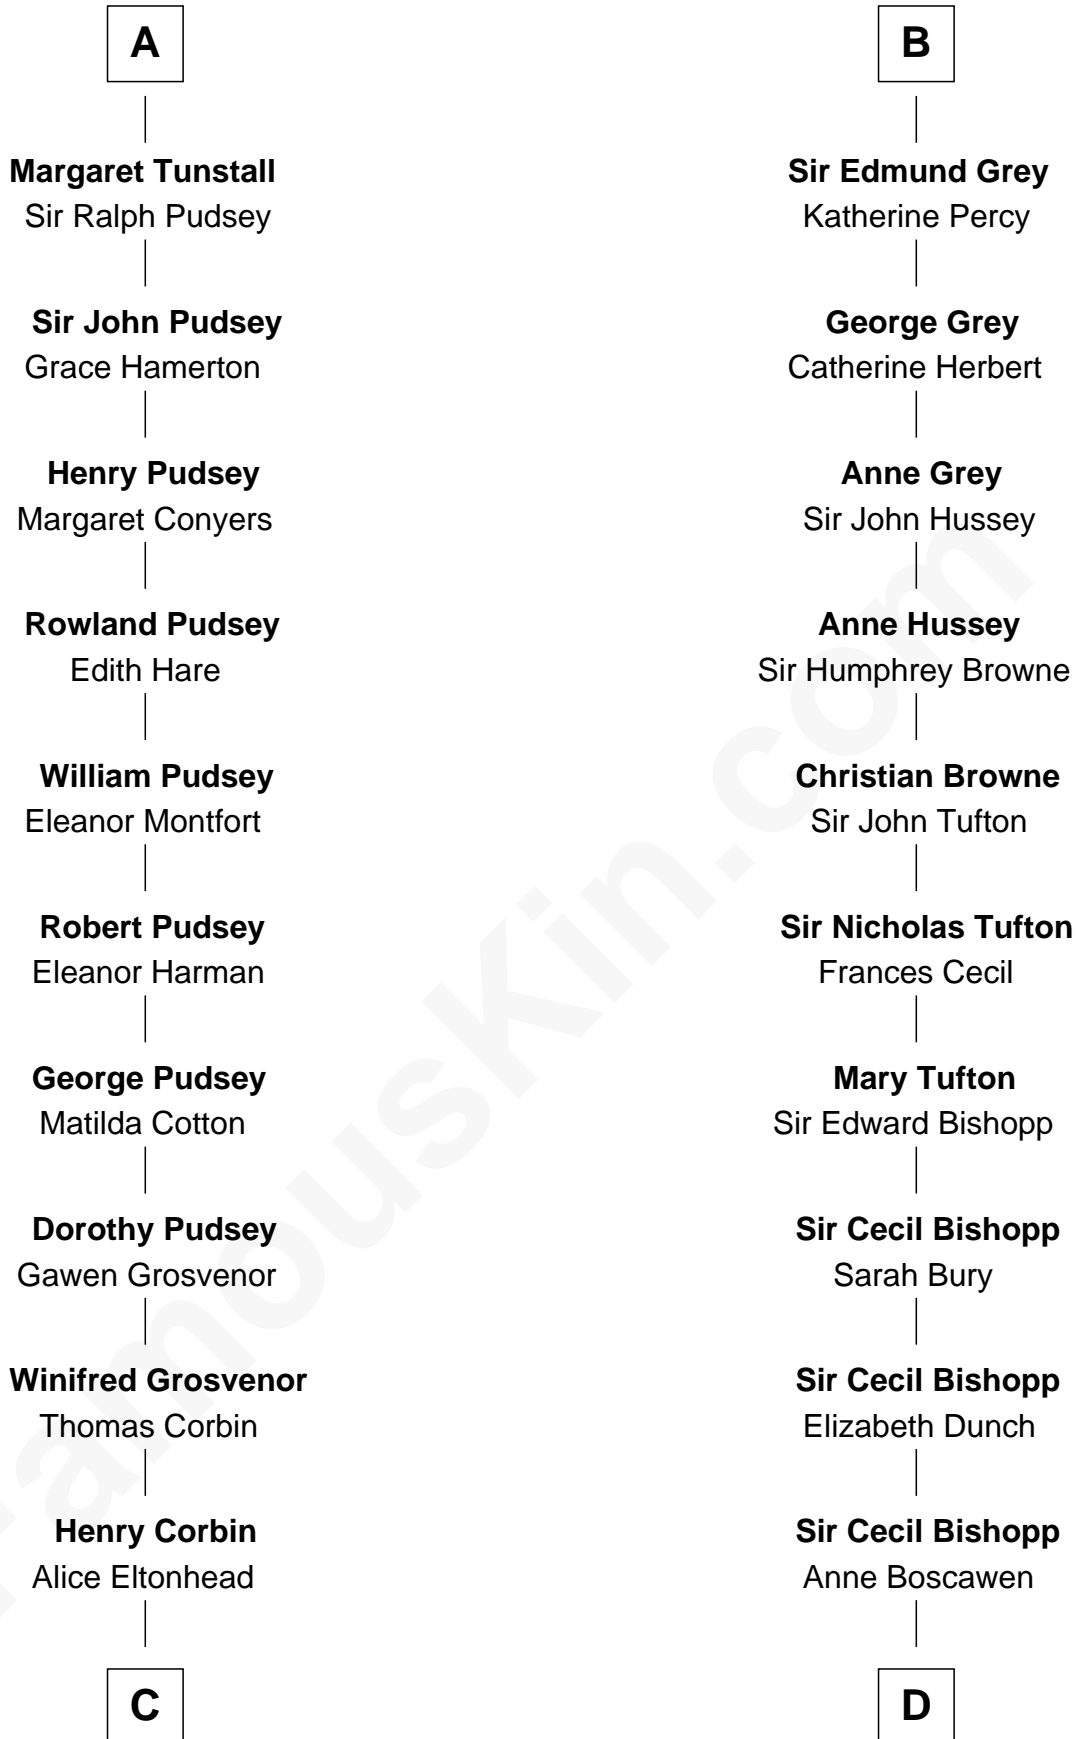 A
B
Margaret Tunstall
Sir Ralph Pudsey
Sir Edmund Grey
Katherine Percy
Sir John Pudsey
Grace Hamerton
George Grey
Catherine Herbert
Henry Pudsey
Margaret Conyers
Anne Grey
Sir John Hussey
Rowland Pudsey
Edith Hare
Anne Hussey
Sir Humphrey Browne
William Pudsey
Eleanor Montfort
Christian Browne
Sir John Tufton
Robert Pudsey
Eleanor Harman
Sir Nicholas Tufton
Frances Cecil
George Pudsey
Matilda Cotton
Mary Tufton
Sir Edward Bishopp
Dorothy Pudsey
Gawen Grosvenor
Sir Cecil Bishopp
Sarah Bury
Winifred Grosvenor
Thomas Corbin
Sir Cecil Bishopp
Elizabeth Dunch
Henry Corbin
Alice Eltonhead
Sir Cecil Bishopp
Anne Boscawen
C
D
FamousKin.com